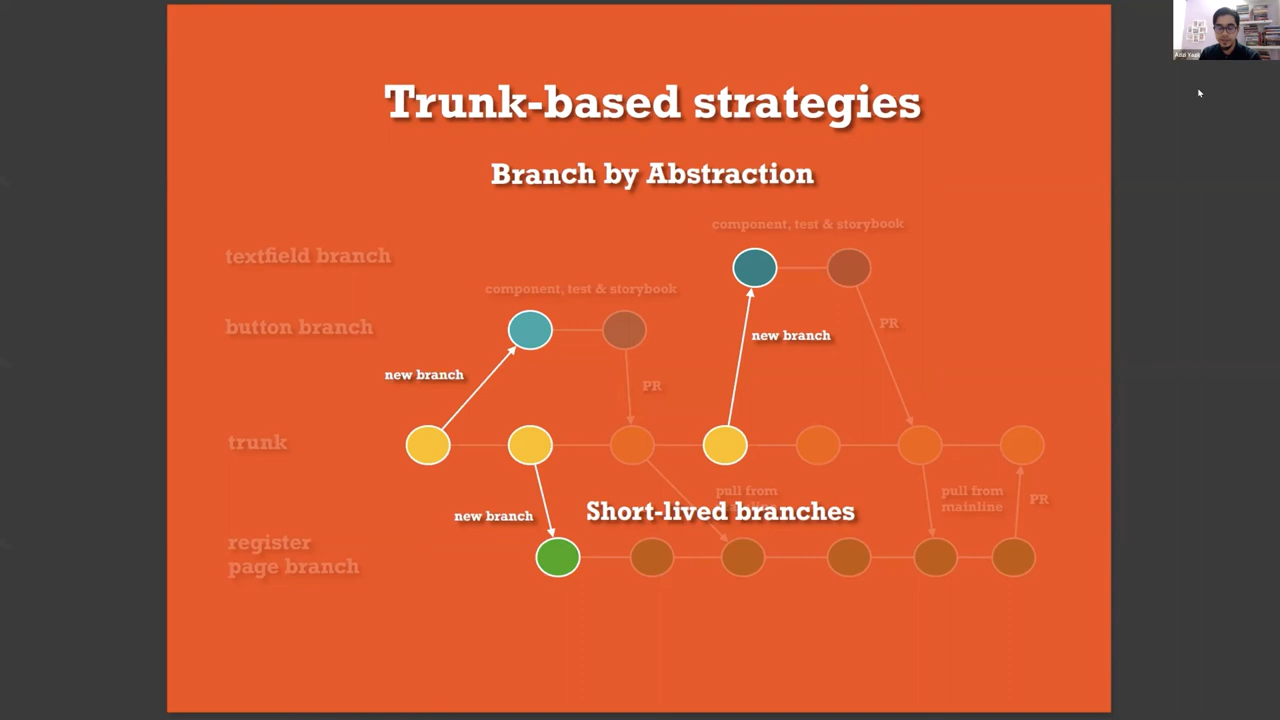 Trunk-based strategies
Branch by Abstraction
component, test & storybook
textfield branch
component, test & storybook
button branch
PR
new branch
new branch
PR
trunk
pull from
pull from
mainline
PR
Short-lived branches
new branch
register
page branch